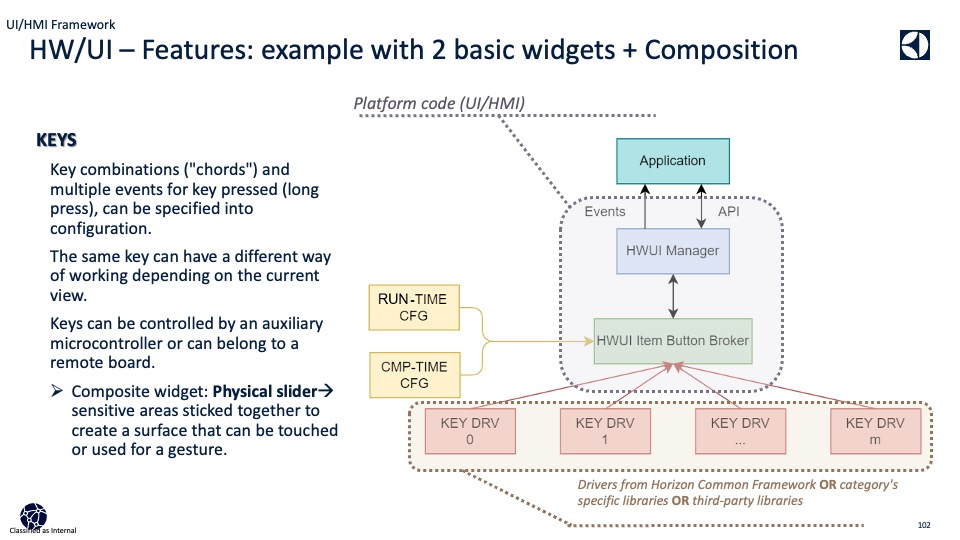 UI/HMI Framework
HW/UI – Features: example with 2 basic widgets + Composition
KEYS
Key combinations ("chords") and
multiple events for key pressed (long
press), can be specified into
configuration.
The same key can have a different way
of working depending on the current
view.
Keys can be controlled by an auxiliary
microcontroller or can belong to a
remote board.
➢ Composite widget: Physical slider→
sensitive areas sticked together to
create a surface that can be touched
or used for a gesture.
Platform code (UI/HMI)
Application
Events
API
HWUI Manager
RUN-TIME
CFG
HWUI Item Button Broker
CMP-TIME
CFG
KEY DRV
0
KEY DRV
1
KEY DRV
...
KEY DRV
m
Drivers from Horizon Common Framework OR category's
specific libraries OR third-party libraries
Classified as Internal
102